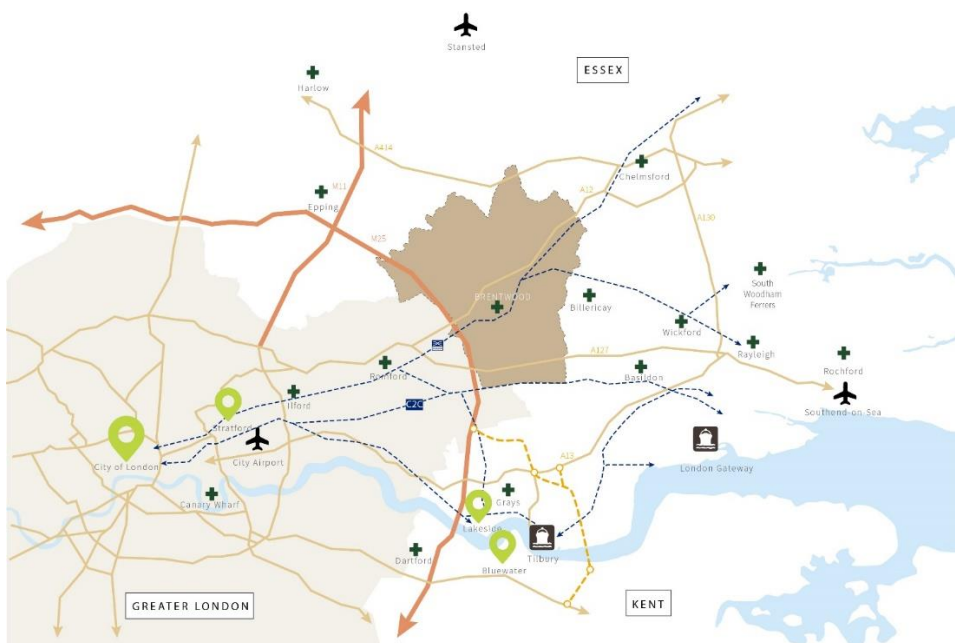 Stansted
ESSEX
Harlow
A414
Chelmsford
M11
A12
Epping
A130
M25
South
Woodham
Ferrers
BRENTWOOD
Billericay
Wickford
Rayleigh
A127
Rochford
Romford
Basildon
Ilford
C2C
Southend-on-Sea
Stratford
City of London
City Airport
A13
London Gateway
Canary Wharf
Grays
Lakeside
Tilbury
Dartford
Bluewater
GREATER LONDON
KENT